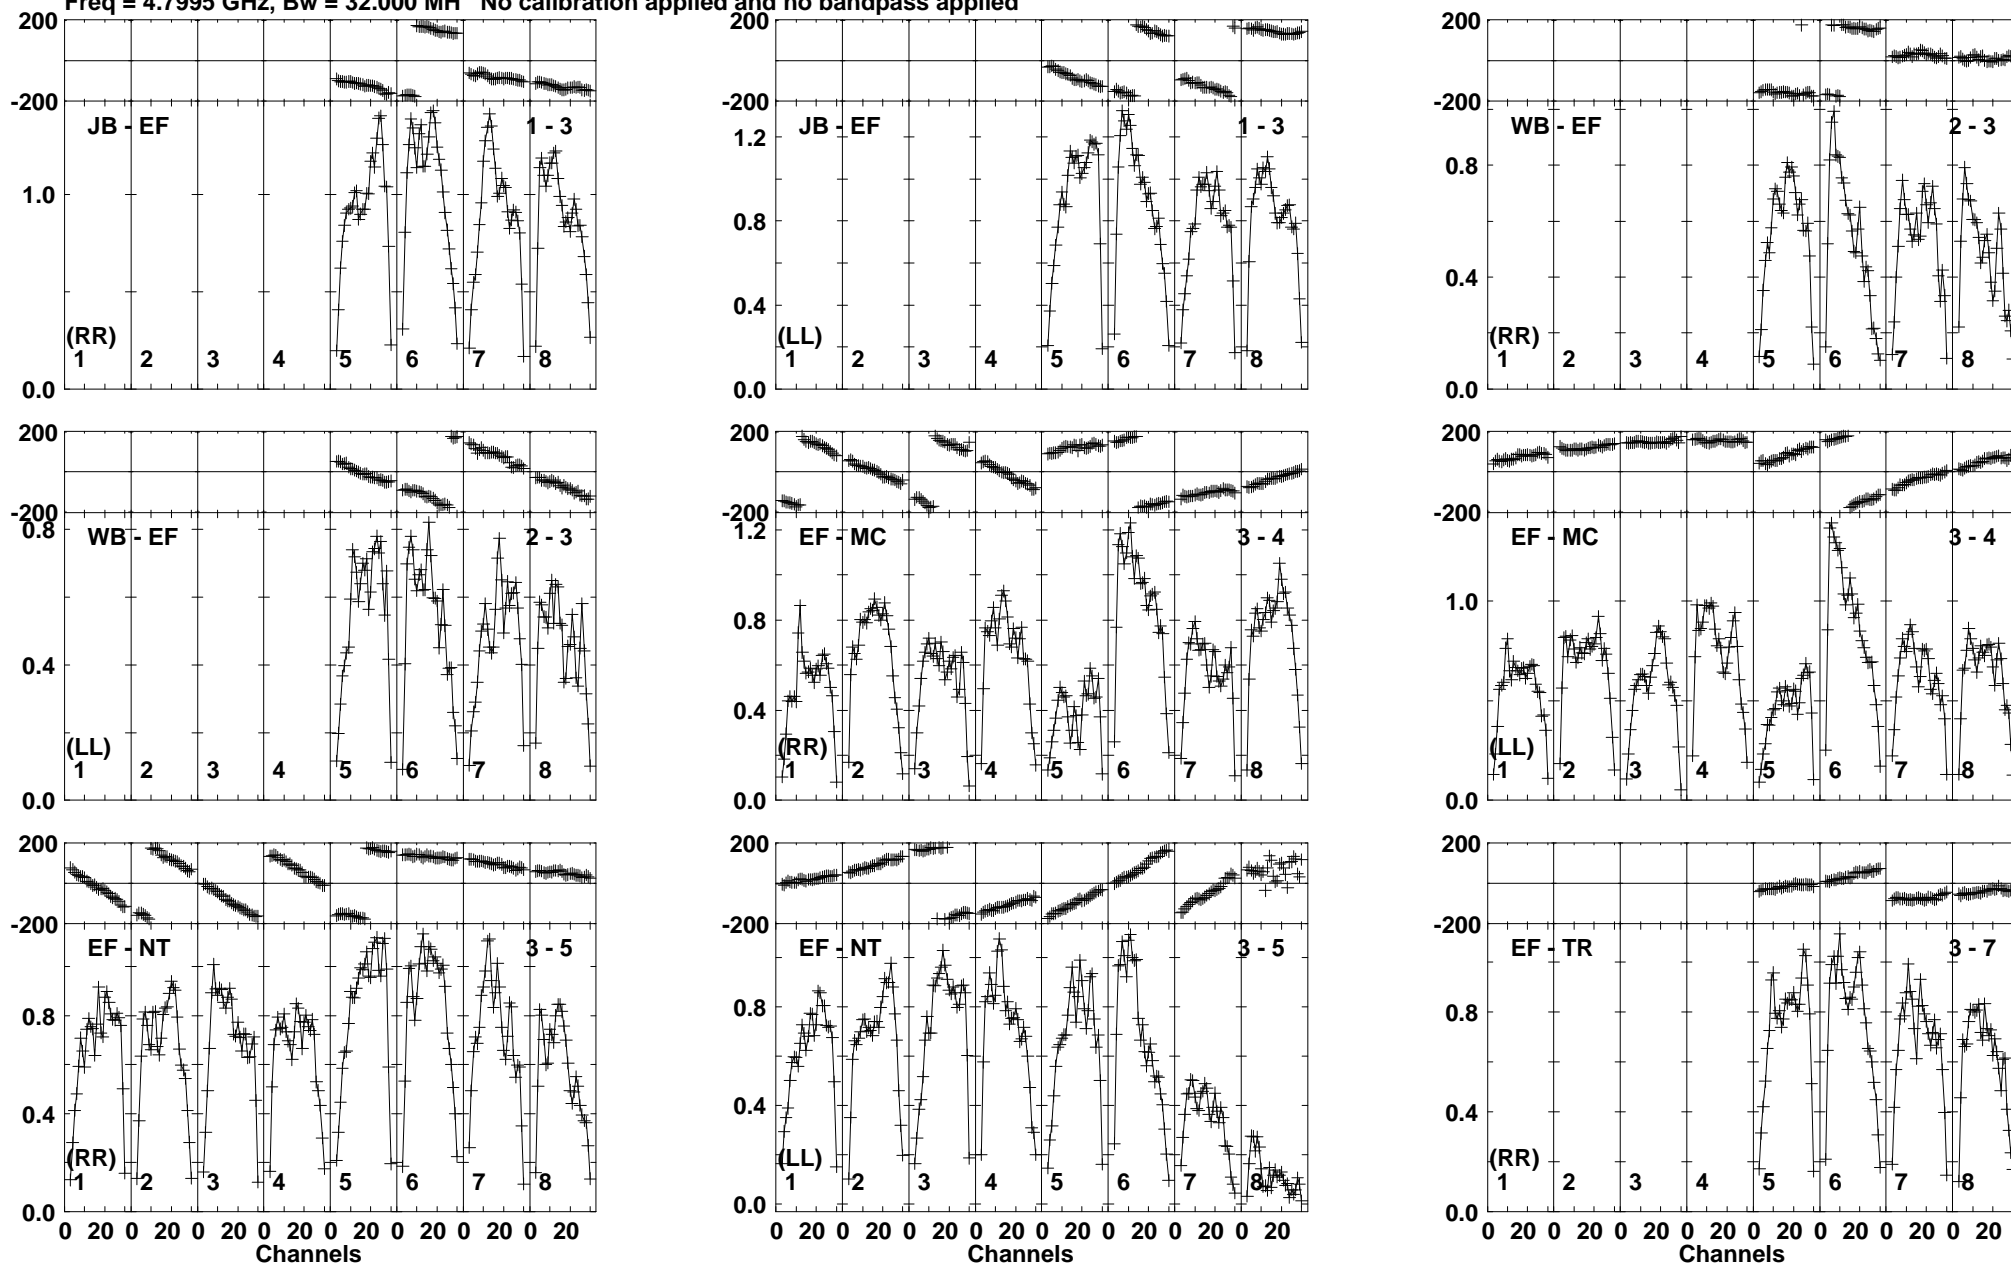 Freq = 4.7995 GHz, Bw = 32.000 MH No calibration applied and no bandpass applied
200 200 200
-200 -200 -200
JB - EF 1 - 3 JB - EF 1 - 3 WB - EF 2 - 3
1.2
1.0 0.8 0.8
0.4 0.4
(RR) (LL) (RR)
1 2 3 4 5 6 7 8 1 2 3 4 5 6 7 8 1 2 3 4 5 6 7 8
0.0 0.0 0.0
200 200 200
-200 -200 -200
0.8 1.2
WB - EF 2 - 3 EF - MC 3 - 4 EF - MC 3 - 4
0.8 1.0
0.4 0.4
(LL) (RR) (LL)
1 2 3 4 5 6 7 8 1 2 3 4 5 6 7 8 1 2 3 4 5 6 7 8
0.0 0.0 0.0
200 200 200
-200 -200 -200
EF - NT 3 - 5 EF - NT 3 - 5 EF - TR 3 - 7
0.8 0.8 0.8
0.4 0.4 0.4
(RR) (LL) (RR)
1 2 3 4 5 6 7 8 1 2 3 4 5 6 7 8 1 2 3 4 5 6 7 8
0.0 0.0 0.0
0 20 0 20 0 20 0 20 0 20 0 20 0 20 0 20 0 20 0 20 0 20 0 20 0 20 0 20 0 20 0 20 0 20 0 20 0 20 0 20 0 20 0 20 0 20 0 20
Channels Channels Channels